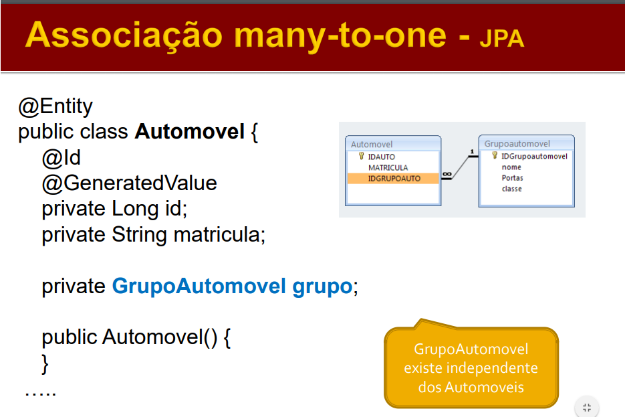 Associação many-to-one - JPA
@Entity
public class Automovel {
@Id
@GeneratedValue
private Long id;
private String matricula;
private GrupoAutomovel grupo;
public Automovel() {
}
.....
Automovel
IDAUTO
MATRICULA
IDGRUPOAUTO
∞
1
Grupoautomovel
IDGrupoautomovel
nome
Portas
classe
GrupoAutomovel
existe independente
dos Automoveis